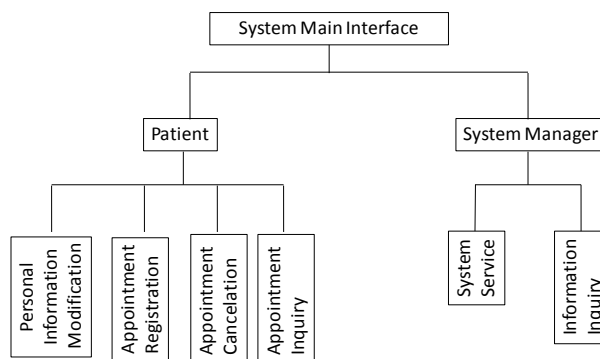 System Main Interface
Patient
System Manager
Personal
Information
Modification
Appointment
Registration
Appointment
Cancelation
Appointment
Inquiry
System
Service
Information
Inquiry